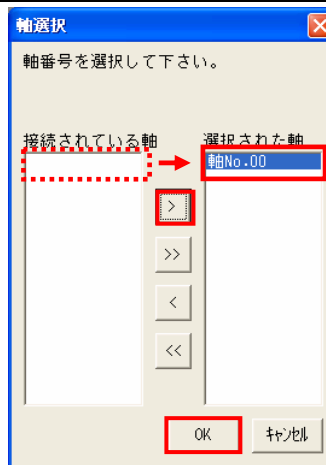 軸選択
軸番号を選択して下さい。
接続されている軸 選択された軸
軸No.00
>
>>
<
<<
OK キャンセル